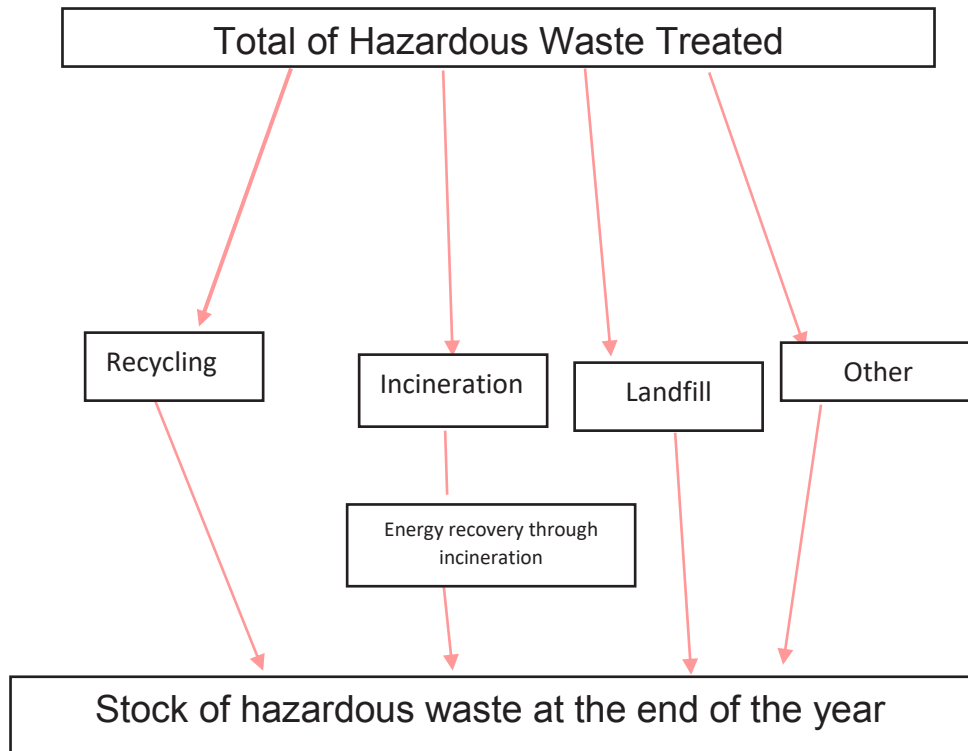 Total of Hazardous Waste Treated
Recycling
Incineration
Landfill
Other
Energy recovery through
incineration
Stock of hazardous waste at the end of the year